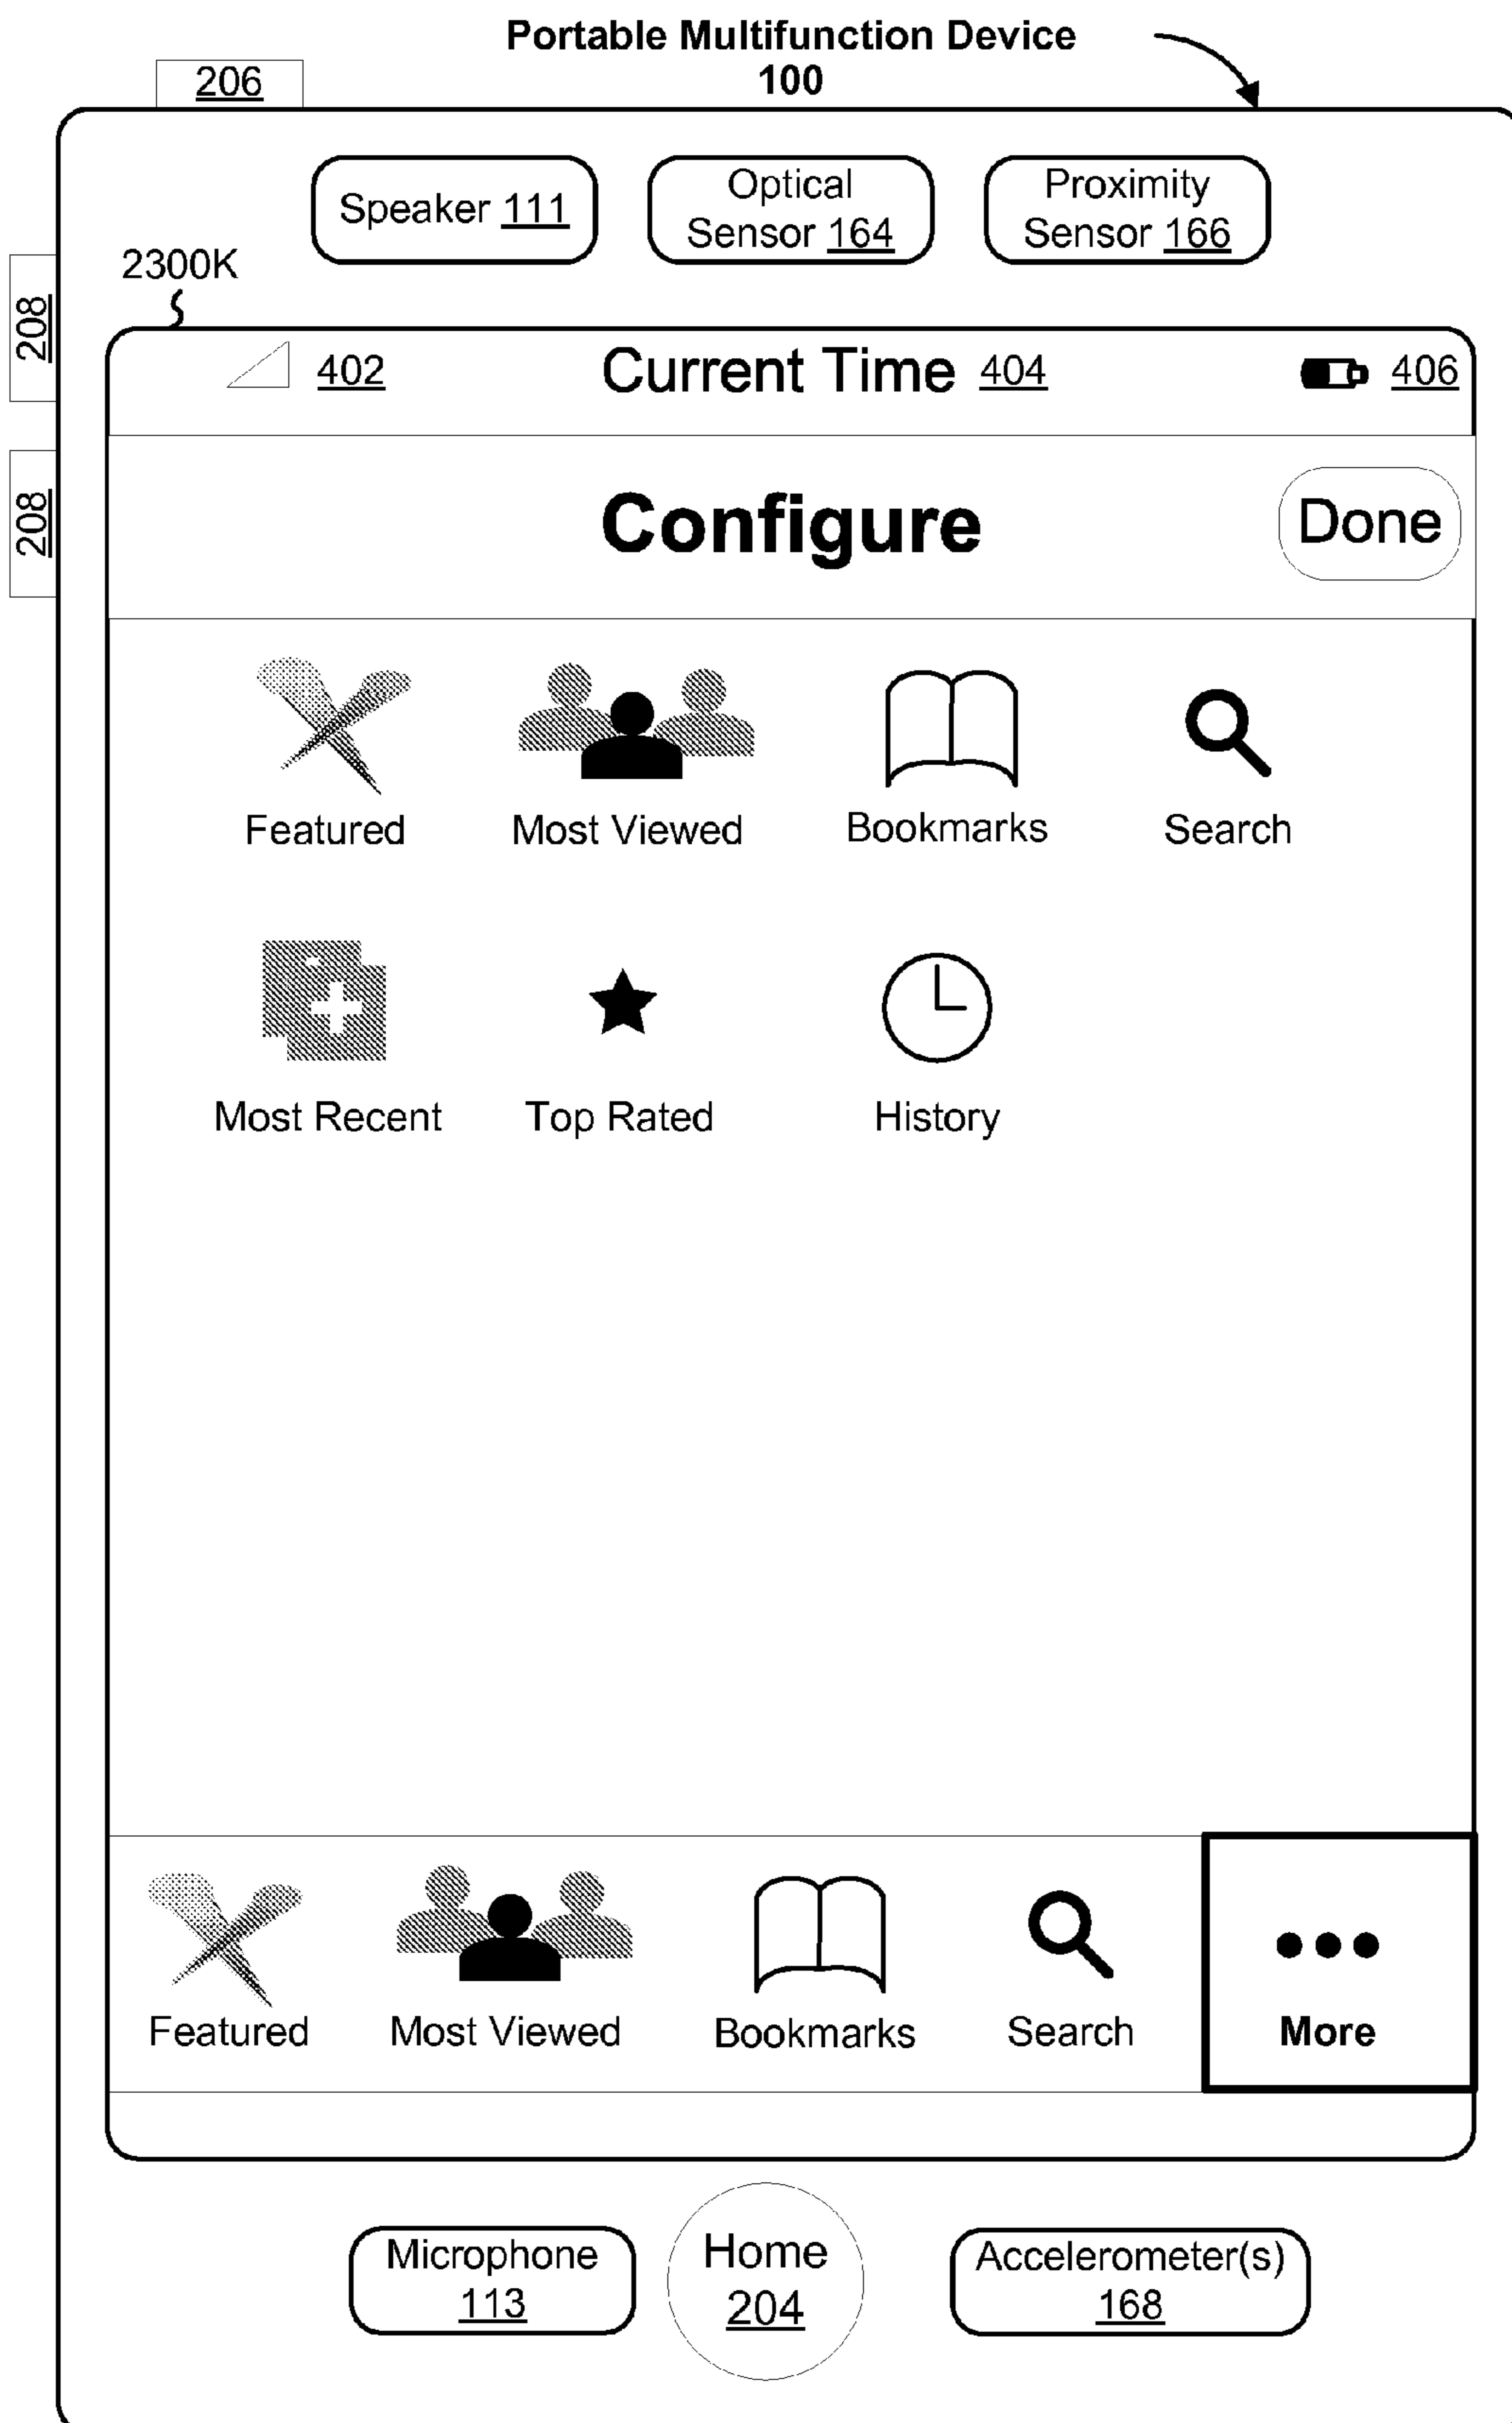 Portable Multifunction Device
100
206
Speaker 111
Optical
Sensor 164
Proximity
Sensor 166
2300K
208
402
Current Time 404
406
208
Configure
Done
Featured
Most Viewed
Bookmarks
Search
Most Recent
Top Rated
History
Featured
Most Viewed
Bookmarks
Search
More
Microphone
113
Home
204
Accelerometer(s)
168